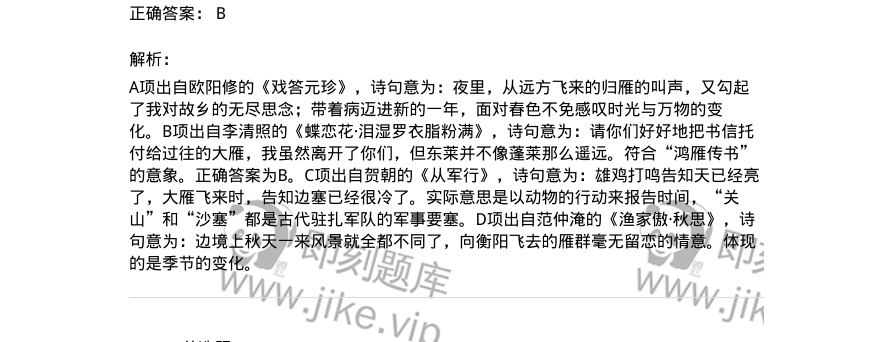 正确答案： B
解析：
A项出自欧阳修的《戏答元珍》，诗句意为：夜里，从远方飞来的归雁的叫声，又勾起
了我对故乡的无尽思念；带着病迈进新的一年，面对春色不免感叹时光与万物的变
化。B项出自李清照的《蝶恋花·泪湿罗衣脂粉满》，诗句意为：请你们好好地把书信托
付给过往的大雁，我虽然离开了你们，但东莱并不像蓬莱那么遥远。符合“鸿雁传书”
的意象。正确答案为B。C项出自贺朝的《从军行》，诗句意为：雄鸡打鸣告知天已经亮
了，大雁飞来时，告知边塞已经很冷了。实际意思是以动物的行动来报告时间，“关
山”和“沙塞”都是古代驻扎军队的军事要塞。D项出自范仲淹的《渔家傲·秋思》，诗
句意为：边境上秋天一来风景就全都不同了，向衡阳飞去的雁群毫无留恋的情意。体现
的是季节的变化。
即刻题库
www.jike.vip
即刻
www.jik